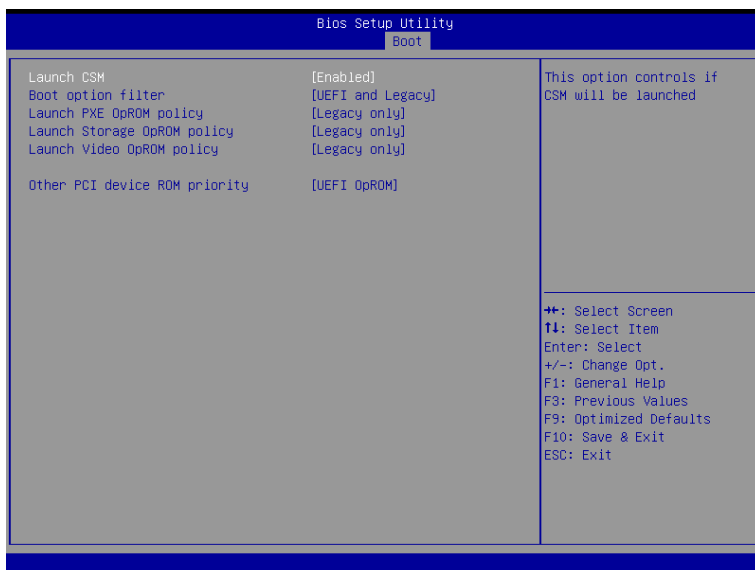 Bios Setup Utility
Boot
Launch CSM [Enabled]
Boot option filter [UEFI and Legacy]
Launch PXE OpROM policy [Legacy only]
Launch Storage OpROM policy [Legacy only]
Launch Video OpROM policy [Legacy only]
Other PCI device ROM priority [UEFI OpROM]
This option controls if
CSM will be launched
→←: Select Screen
↑↓: Select Item
Enter: Select
+/-: Change Opt.
F1: General Help
F3: Previous Values
F9: Optimized Defaults
F10: Save & Exit
ESC: Exit